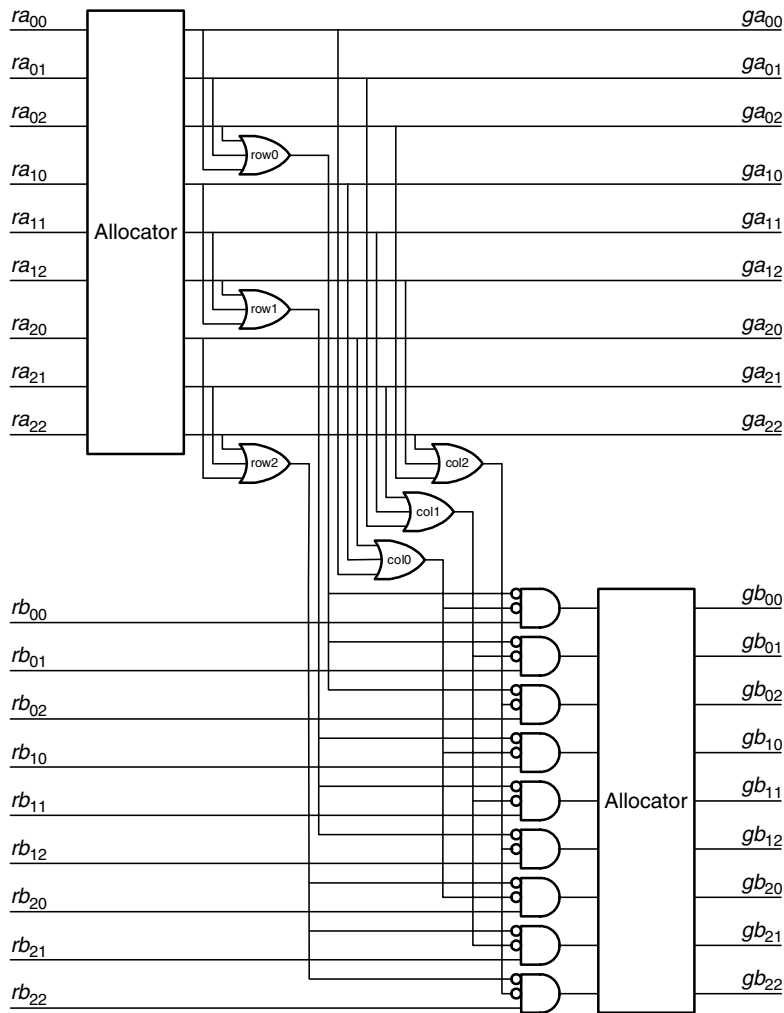 ra00 ga00
ra01 ga01
ra02 ga02
row0
ra10 ga10
ra11 ga11
Allocator
ra12 ga12
row1
ra20 ga20
ra21 ga21
ra22 ga22
row2 col2
col1
col0
rb00 gb00
rb01 gb01
rb02 gb02
rb10 gb10
rb11 Allocator gb11
rb12 gb12
rb20 gb20
rb21 gb21
rb22 gb22